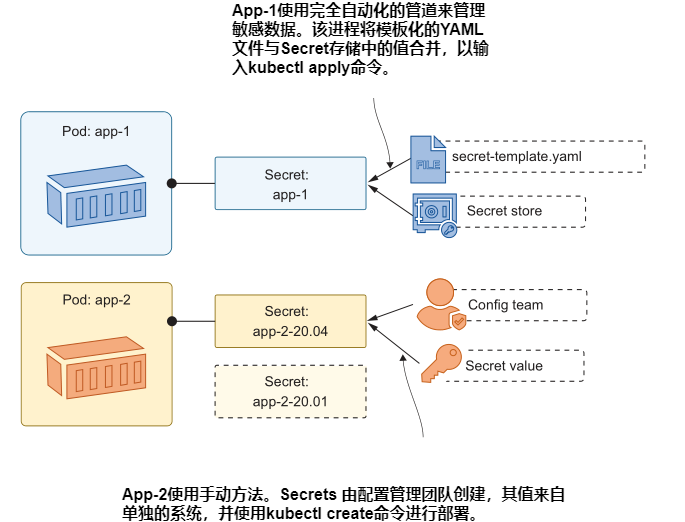 App-1使用完全自动化的管道来管理
敏感数据。该进程将模板化的YAML
文件与Secret存储中的值合并，以输
入kubectl apply命令。
Pod: app-1
Secret:
app-1
FILE
secret-template.yaml
Secret store
Pod: app-2
Secret:
app-2-20.04
Config team
Secret:
app-2-20.01
Secret value
App-2使用手动方法。Secrets 由配置管理团队创建，其值来自
单独的系统，并使用kubectl create命令进行部署。